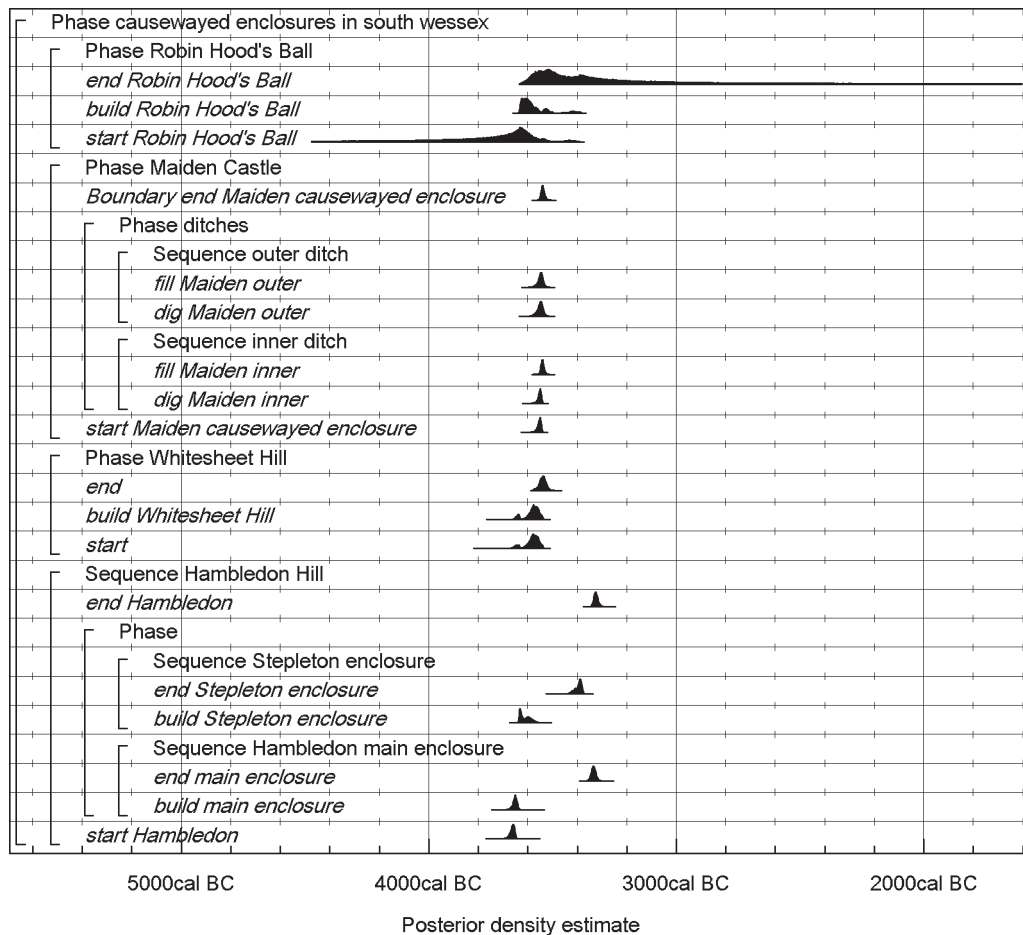 Phase causewayed enclosures in south wessex
Phase Robin Hood's Ball
end Robin Hood's Ball
build Robin Hood's Ball
start Robin Hood's Ball
Phase Maiden Castle
Boundary end Maiden causewayed enclosure
Phase ditches
Sequence outer ditch
fill Maiden outer
dig Maiden outer
Sequence inner ditch
fill Maiden inner
dig Maiden inner
start Maiden causewayed enclosure
Phase Whitesheet Hill
end
build Whitesheet Hill
start
Sequence Hambledon Hill
end Hambledon
Phase
Sequence Stepleton enclosure
end Stepleton enclosure
build Stepleton enclosure
Sequence Hambledon main enclosure
end main enclosure
build main enclosure
start Hambledon
5000cal BC 4000cal BC 3000cal BC 2000cal BC
Posterior density estimate